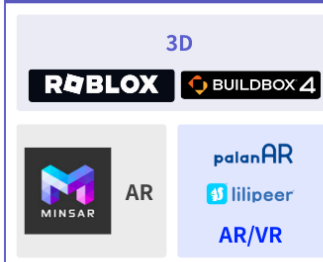 3D
ROBLOX
BUILDBOX 4
MINSAR
AR
palanAR
lilipeer
AR/VR